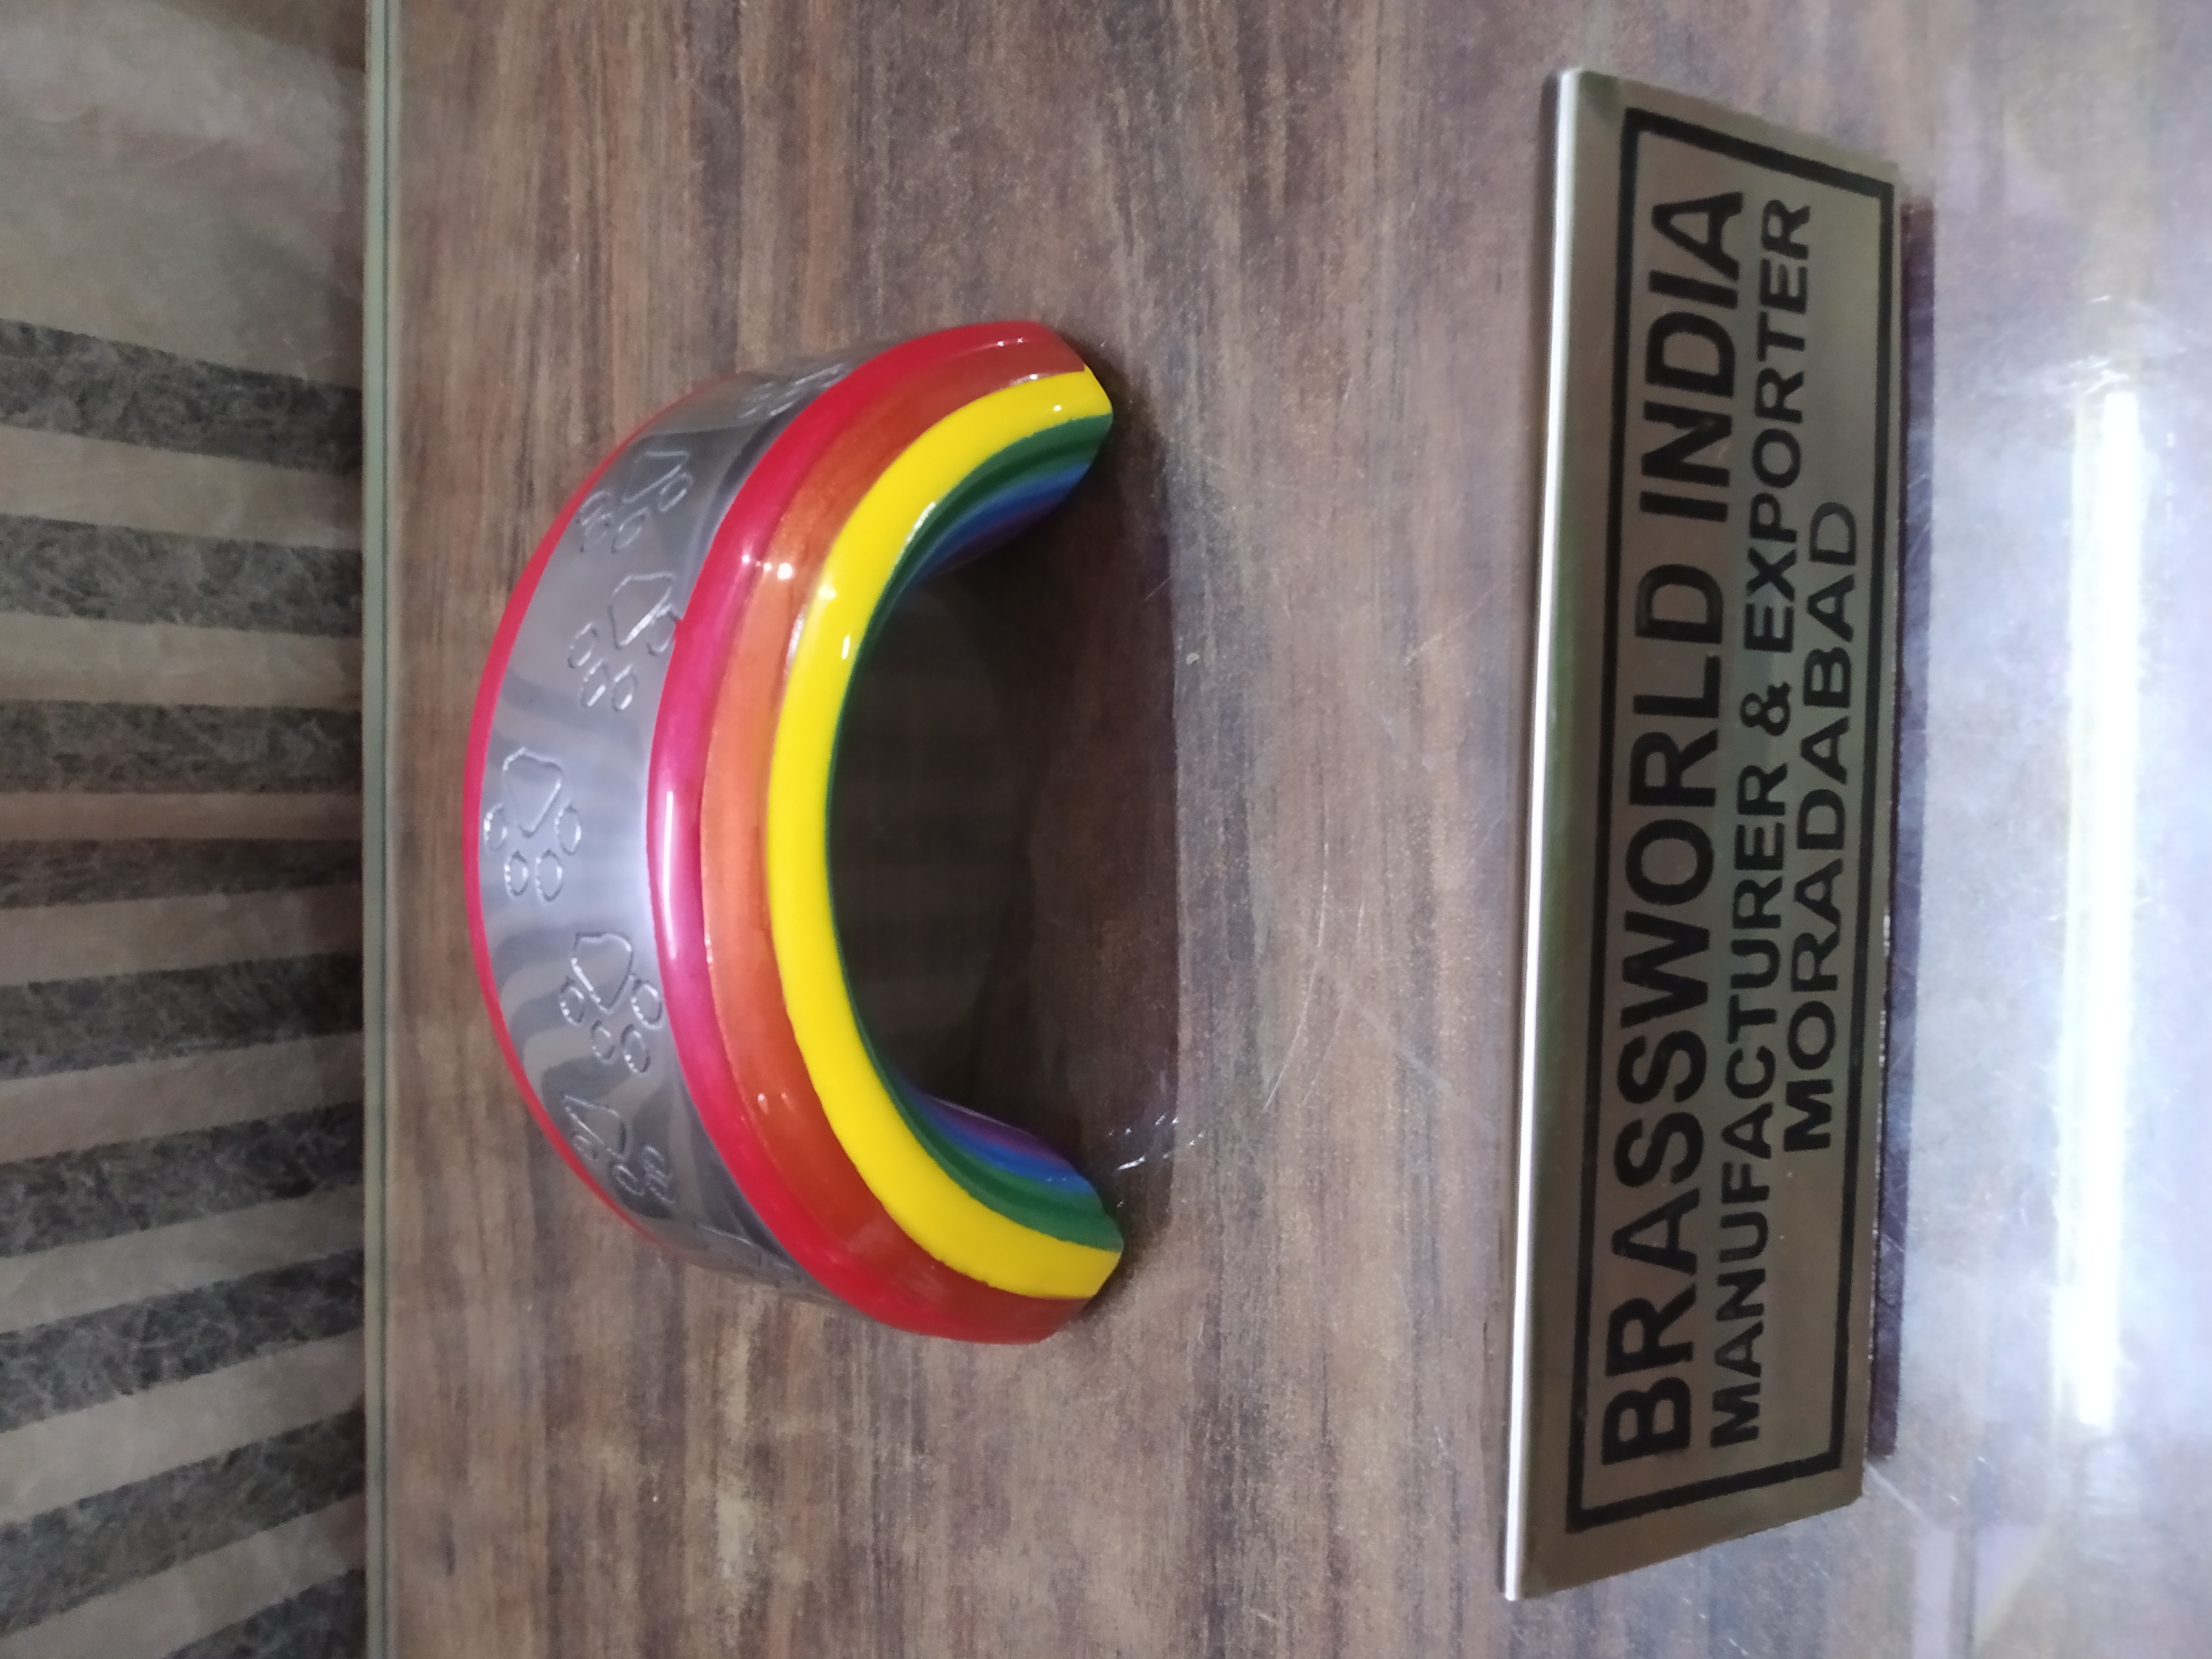 BRASSWORLD INDIA
MANUFACTURER & EXPORTER
MORADABAD